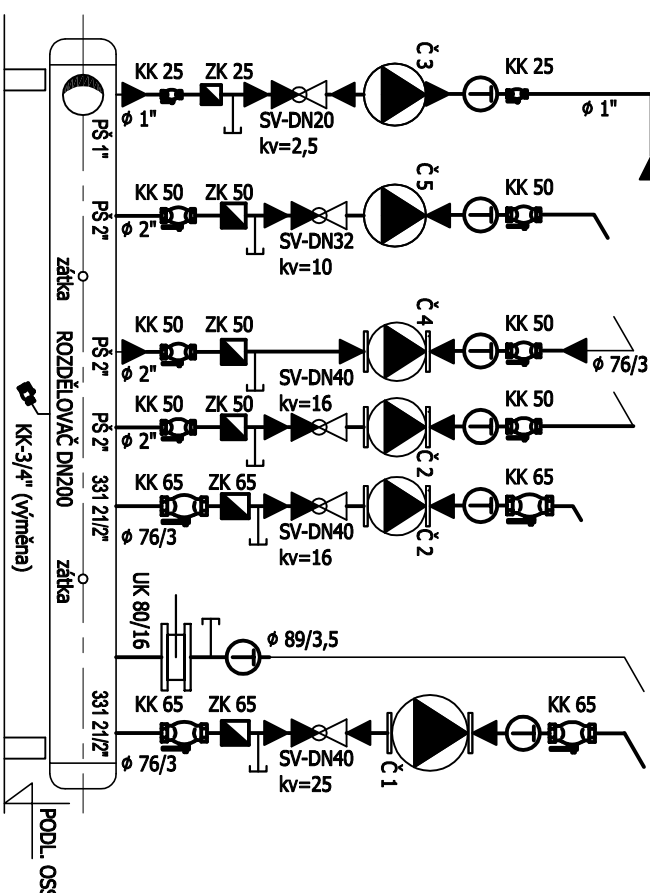 KK 25
ZK 25
Č 3
KK 25
PŠ 1"
ϕ 1"
SV-DN20
kv=2,5
ϕ 1"
KK 50
ZK 50
Č 5
KK 50
PŠ 2"
ϕ 2"
SV-DN32
kv=10
zátka
KK 50
ZK 50
Č 4
KK 50
PŠ 2"
ϕ 2"
ϕ 76/3
SV-DN40
kv=16
KK 50
ZK 50
KK 50
PŠ 2"
ϕ 2"
Č 2
ROZDĚLOVAČ DN200
KK-3/4" (výměna)
KK 65
ZK 65
KK 65
331 21/2"
ϕ 76/3
Č 2
SV-DN40
kv=16
zátka
UK 80/16
ϕ 89/3,5
KK 65
ZK 65
KK 65
331 21/2"
ϕ 76/3
SV-DN40
kv=25
Č 1
PODL. OS